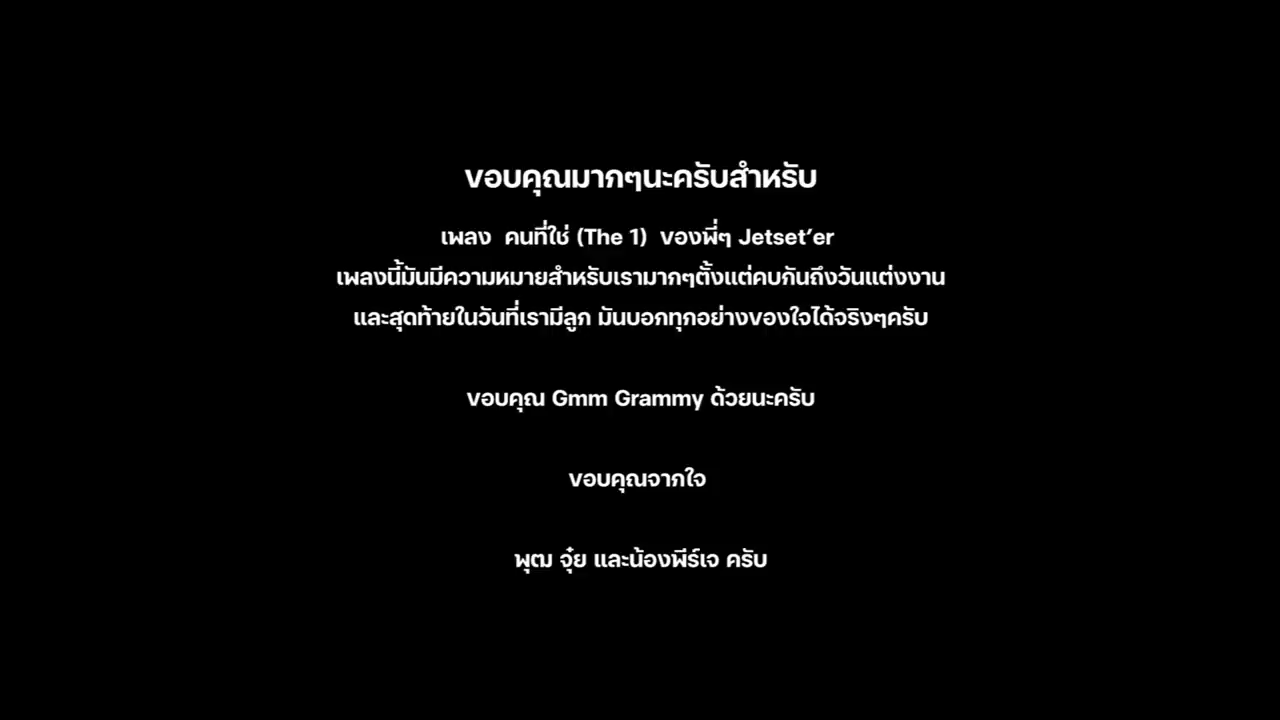 ขอบคุณมากๆนะครับสำหรับ
เพลง คนที่ใช่ (The 1) ของพี่ๆ Jetset’er
เพลงนี้มันมีความหมายสำหรับเรามากๆตั้งแต่คบกันถึงวันแต่งงาน
และสุดท้ายในวันที่เรามีลูก มันบอกทุกอย่างของใจได้จริงๆครับ
ขอบคุณ Gmm Grammy ด้วยนะครับ
ขอบคุณจากใจ
พุฒ จุ๋ย และน้องพีร์เจ ครับ